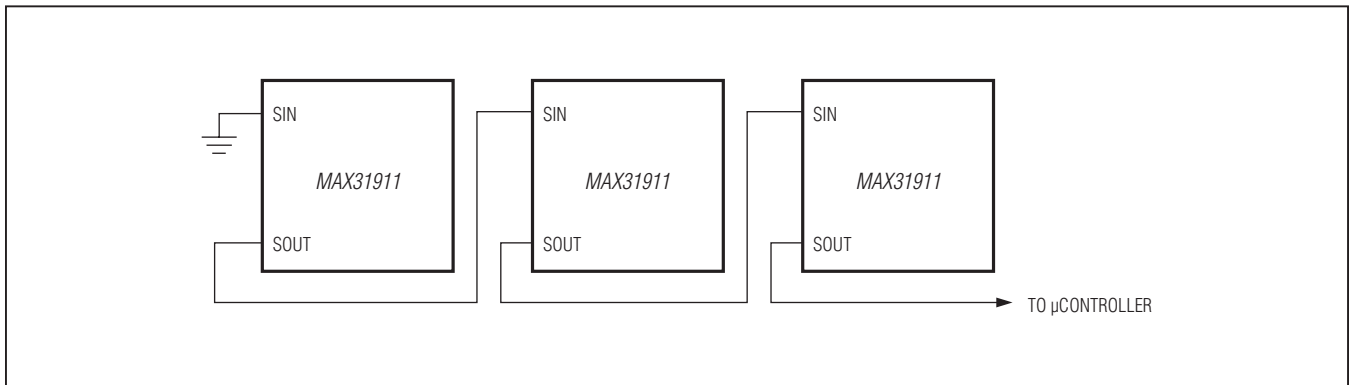 SIN
MAX31911
SOUT
SIN
MAX31911
SOUT
SIN
MAX31911
SOUT
TO µCONTROLLER